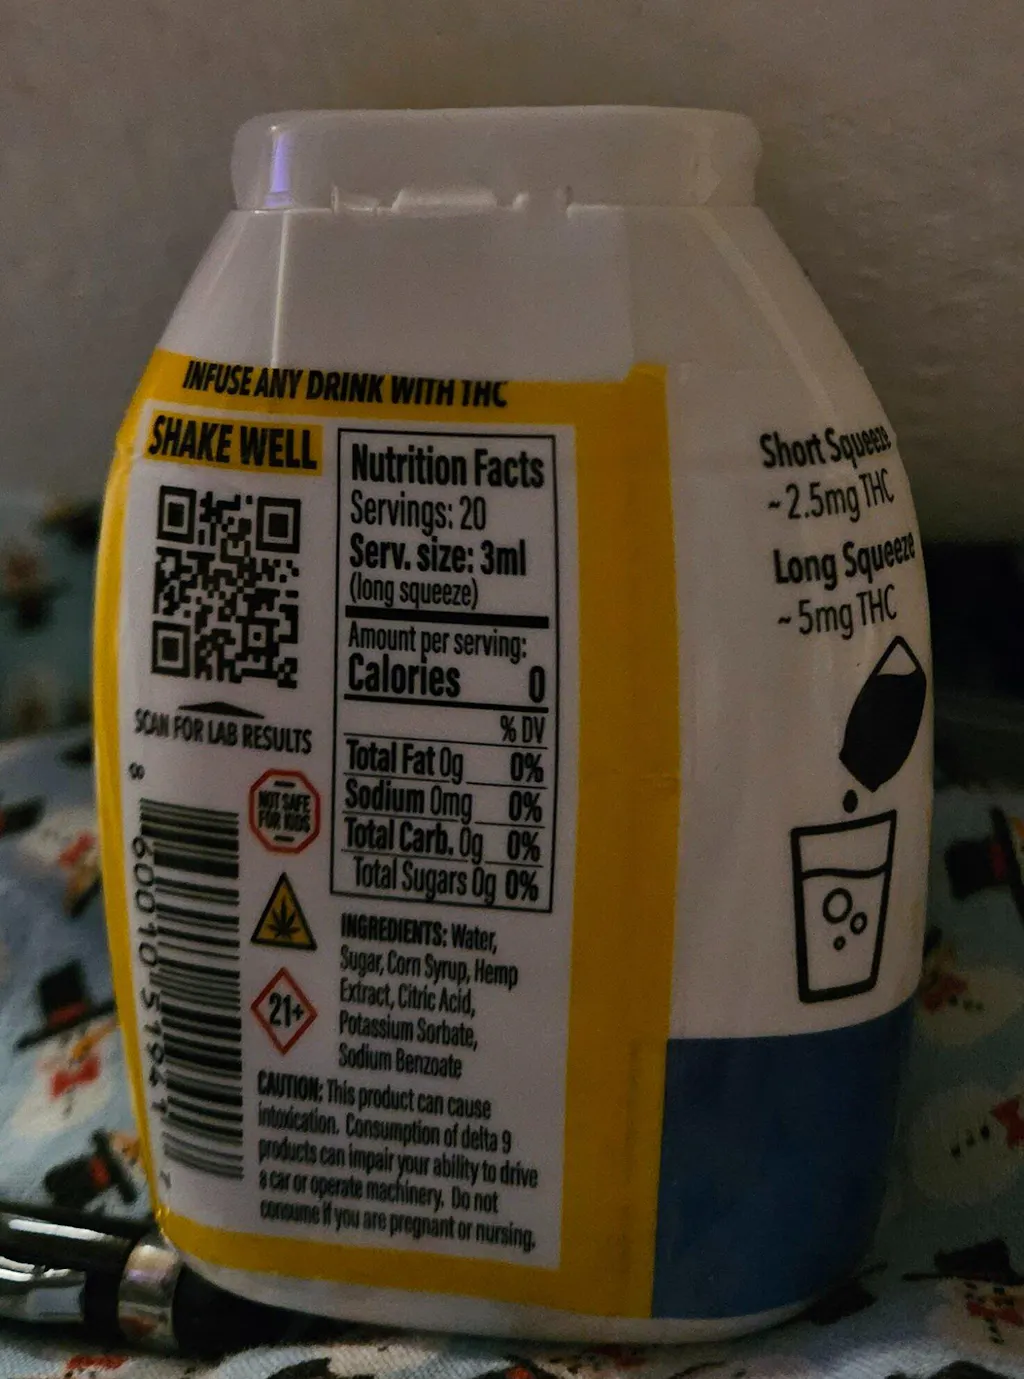 INFUSE ANY DRINK WITH THC
SHAKE WELL
SCAN FOR LAB RESULTS
8 60010 51941 7
NOT SAFE
FOR KIDS
21+
Nutrition Facts
Servings: 20
Serv. size: 3ml
(long squeeze)
Amount per serving:
Calories 0
% DV
Total Fat 0g 0%
Sodium 0mg 0%
Total Carb. 0g 0%
Total Sugars 0g 0%
INGREDIENTS: Water,
Sugar, Corn Syrup, Hemp
Extract, Citric Acid,
Potassium Sorbate,
Sodium Benzoate
CAUTION: This product can cause
intoxication. Consumption of delta 9
products can impair your ability to drive
a car or operate machinery. Do not
consume if you are pregnant or nursing.
Short Squeeze
~ 2.5mg THC
Long Squeeze
~ 5mg THC